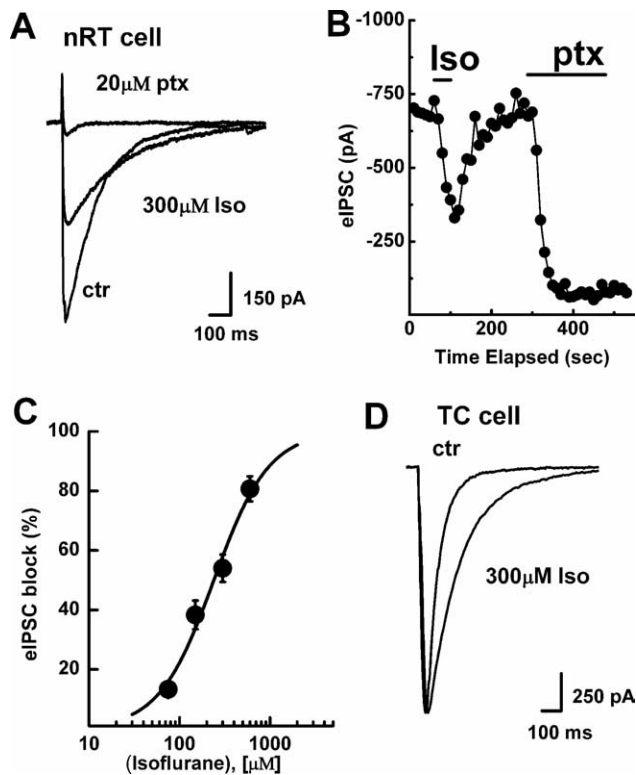 A
nRT cell
20μM ptx
300μM Iso
ctr
150 pA
100 ms
B
-1000
-750
-500
-250
eIPSC (pA)
Iso
ptx
0 200 400
Time Elapsed (sec)
C
100
80
60
40
20
eIPSC block (%)
10 100 1000
(Isoflurane), [μM]
D
TC cell
ctr
300μM Iso
250 pA
100 ms